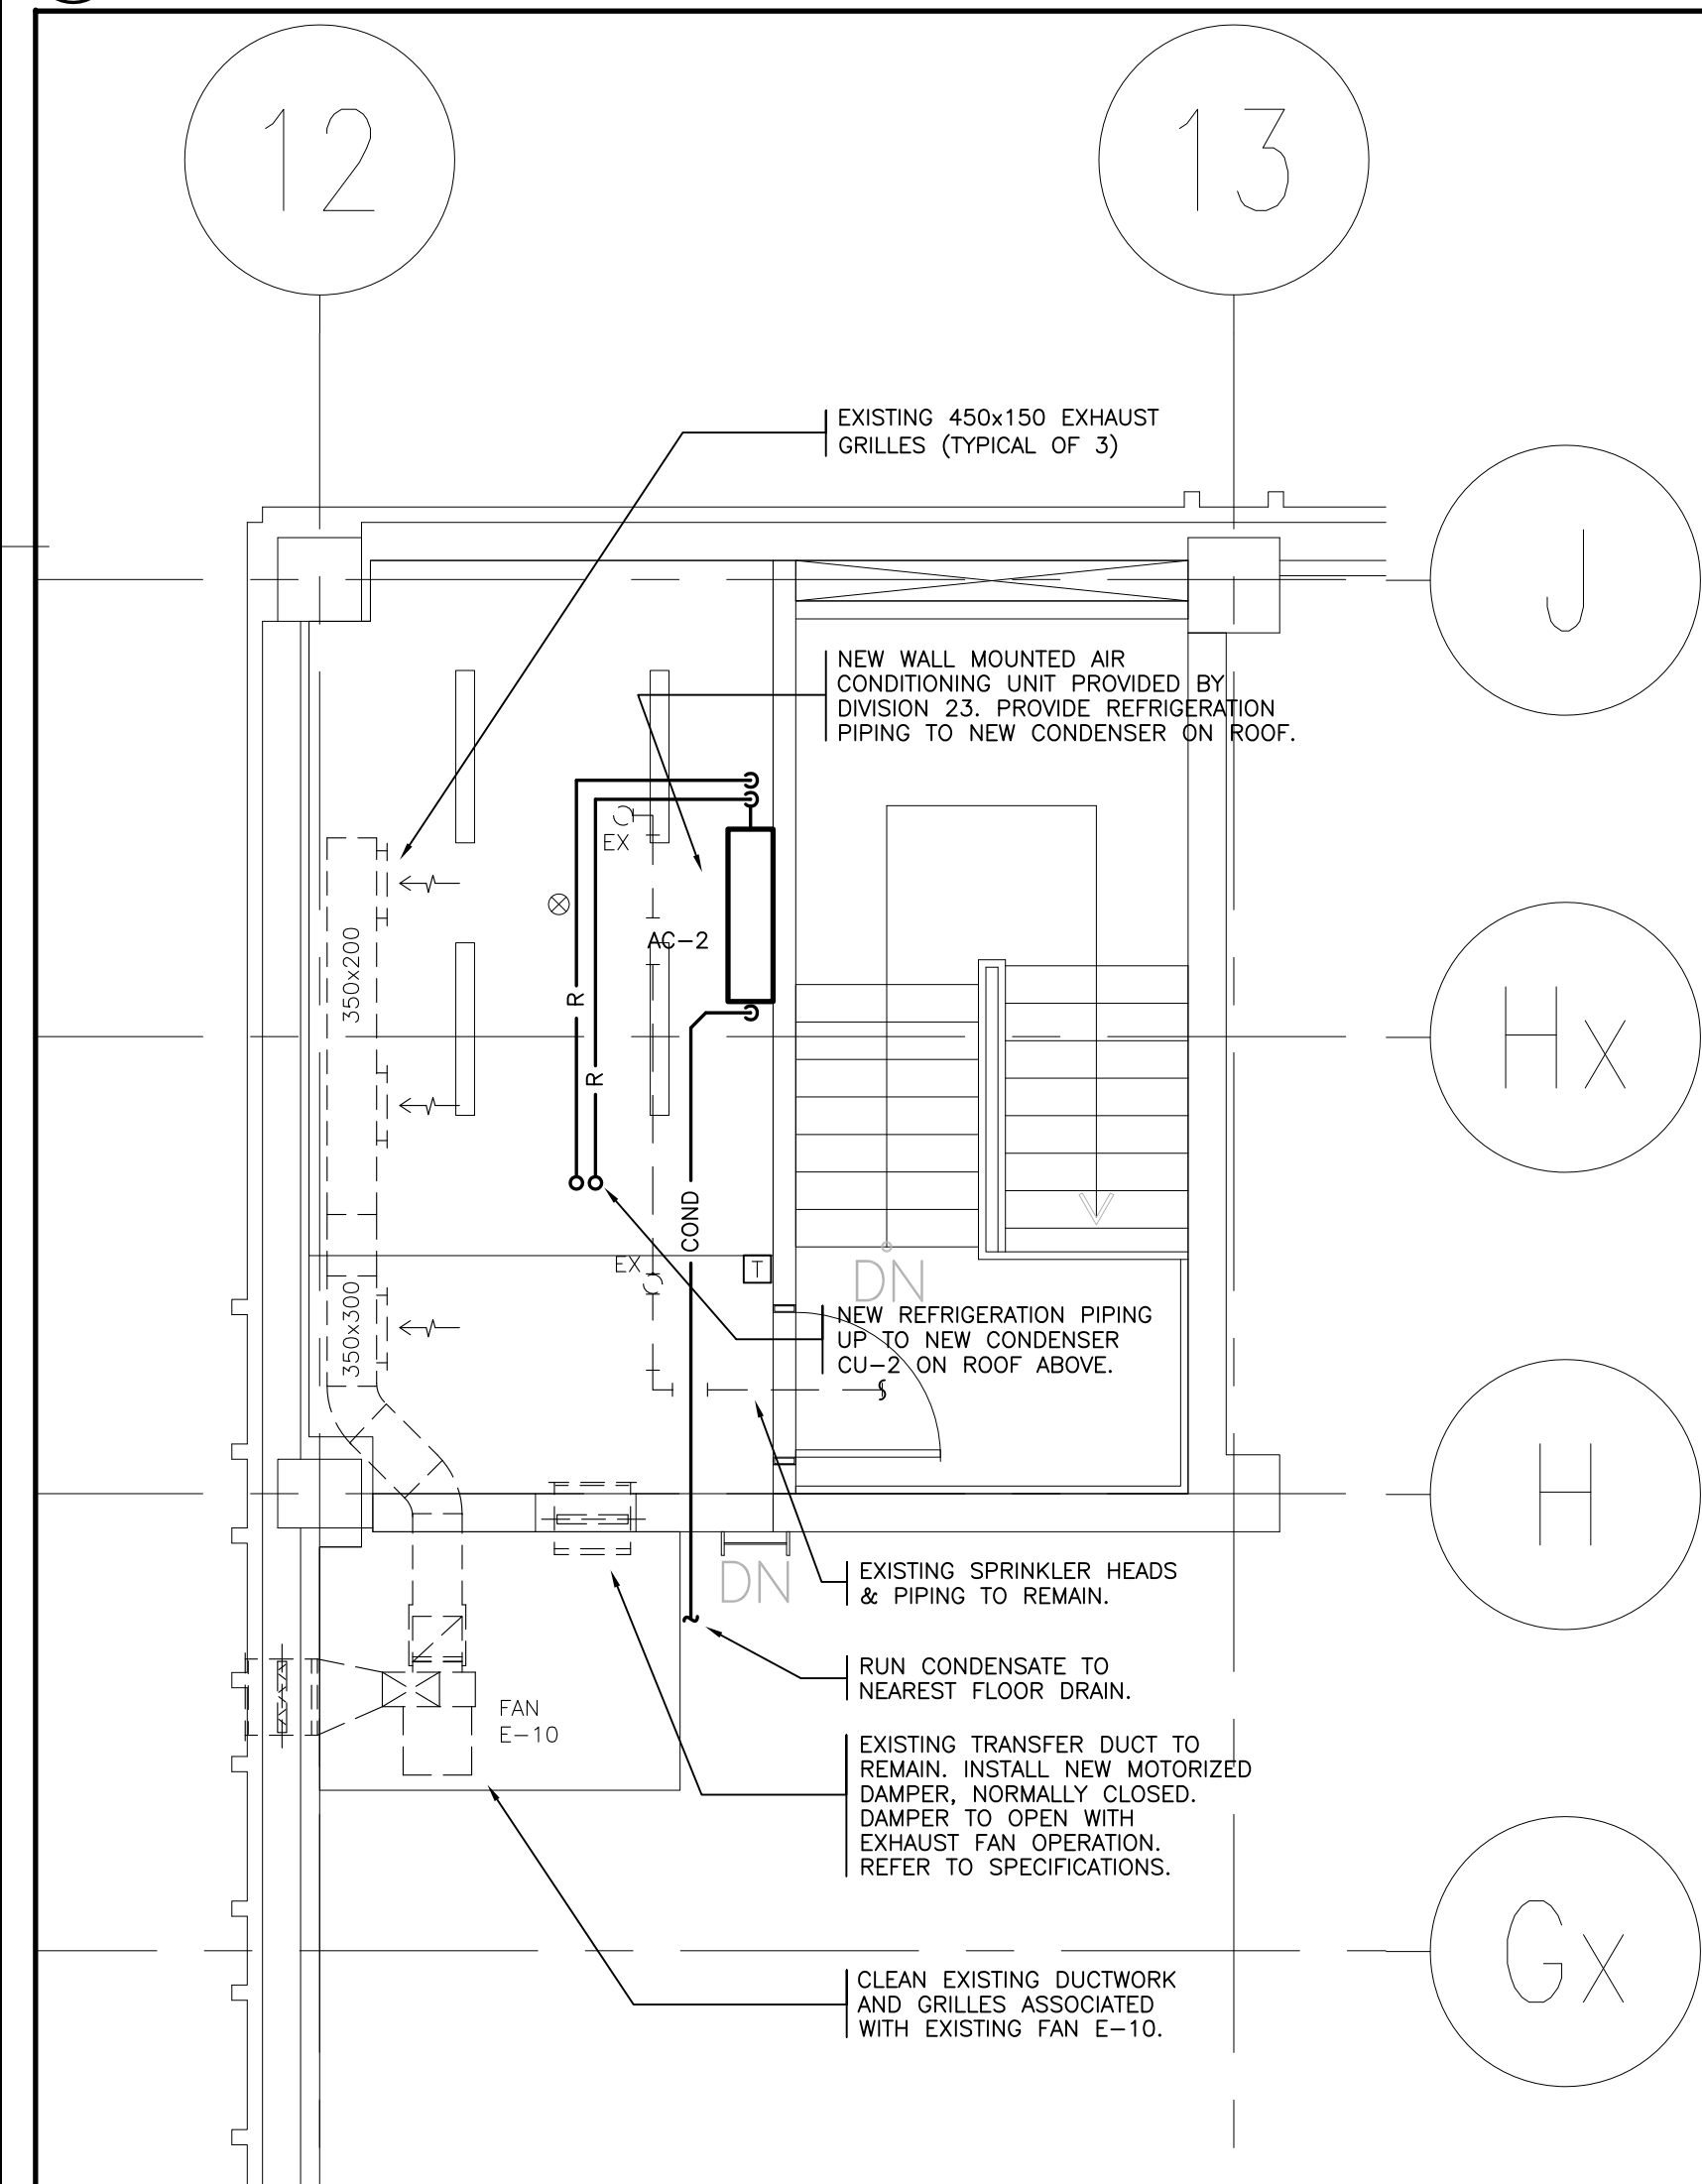 12
13
EXISTING 450x150 EXHAUST
GRILLES (TYPICAL OF 3)
J
NEW WALL MOUNTED AIR
CONDITIONING UNIT PROVIDED BY
DIVISION 23. PROVIDE REFRIGERATION
PIPING TO NEW CONDENSER ON ROOF.
EX
AC-2
350x200
R
Hx
R
COND
EX
T
DN
350x300
NEW REFRIGERATION PIPING
UP TO NEW CONDENSER
CU-2 ON ROOF ABOVE.
H
DN
EXISTING SPRINKLER HEADS
& PIPING TO REMAIN.
RUN CONDENSATE TO
NEAREST FLOOR DRAIN.
FAN
E-10
EXISTING TRANSFER DUCT TO
REMAIN. INSTALL NEW MOTORIZED
DAMPER, NORMALLY CLOSED.
DAMPER TO OPEN WITH
EXHAUST FAN OPERATION.
REFER TO SPECIFICATIONS.
Gx
CLEAN EXISTING DUCTWORK
AND GRILLES ASSOCIATED
WITH EXISTING FAN E-10.